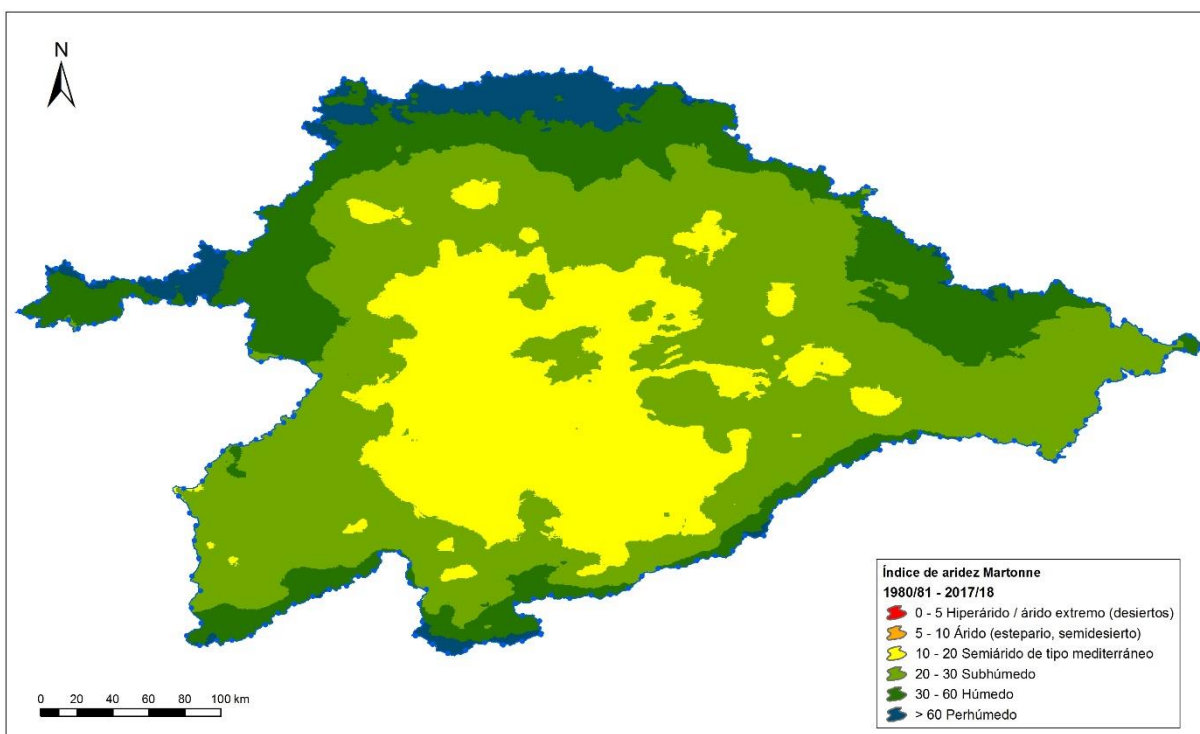 N
0 20 40 60 80 100 km
Índice de aridez Martonne
1980/81 - 2017/18
0 - 5 Hiperárido / árido extremo (desiertos)
5 - 10 Árido (estepario, semidesierto)
10 - 20 Semiárido de tipo mediterráneo
20 - 30 Subhúmedo
30 - 60 Húmedo
> 60 Perhúmedo